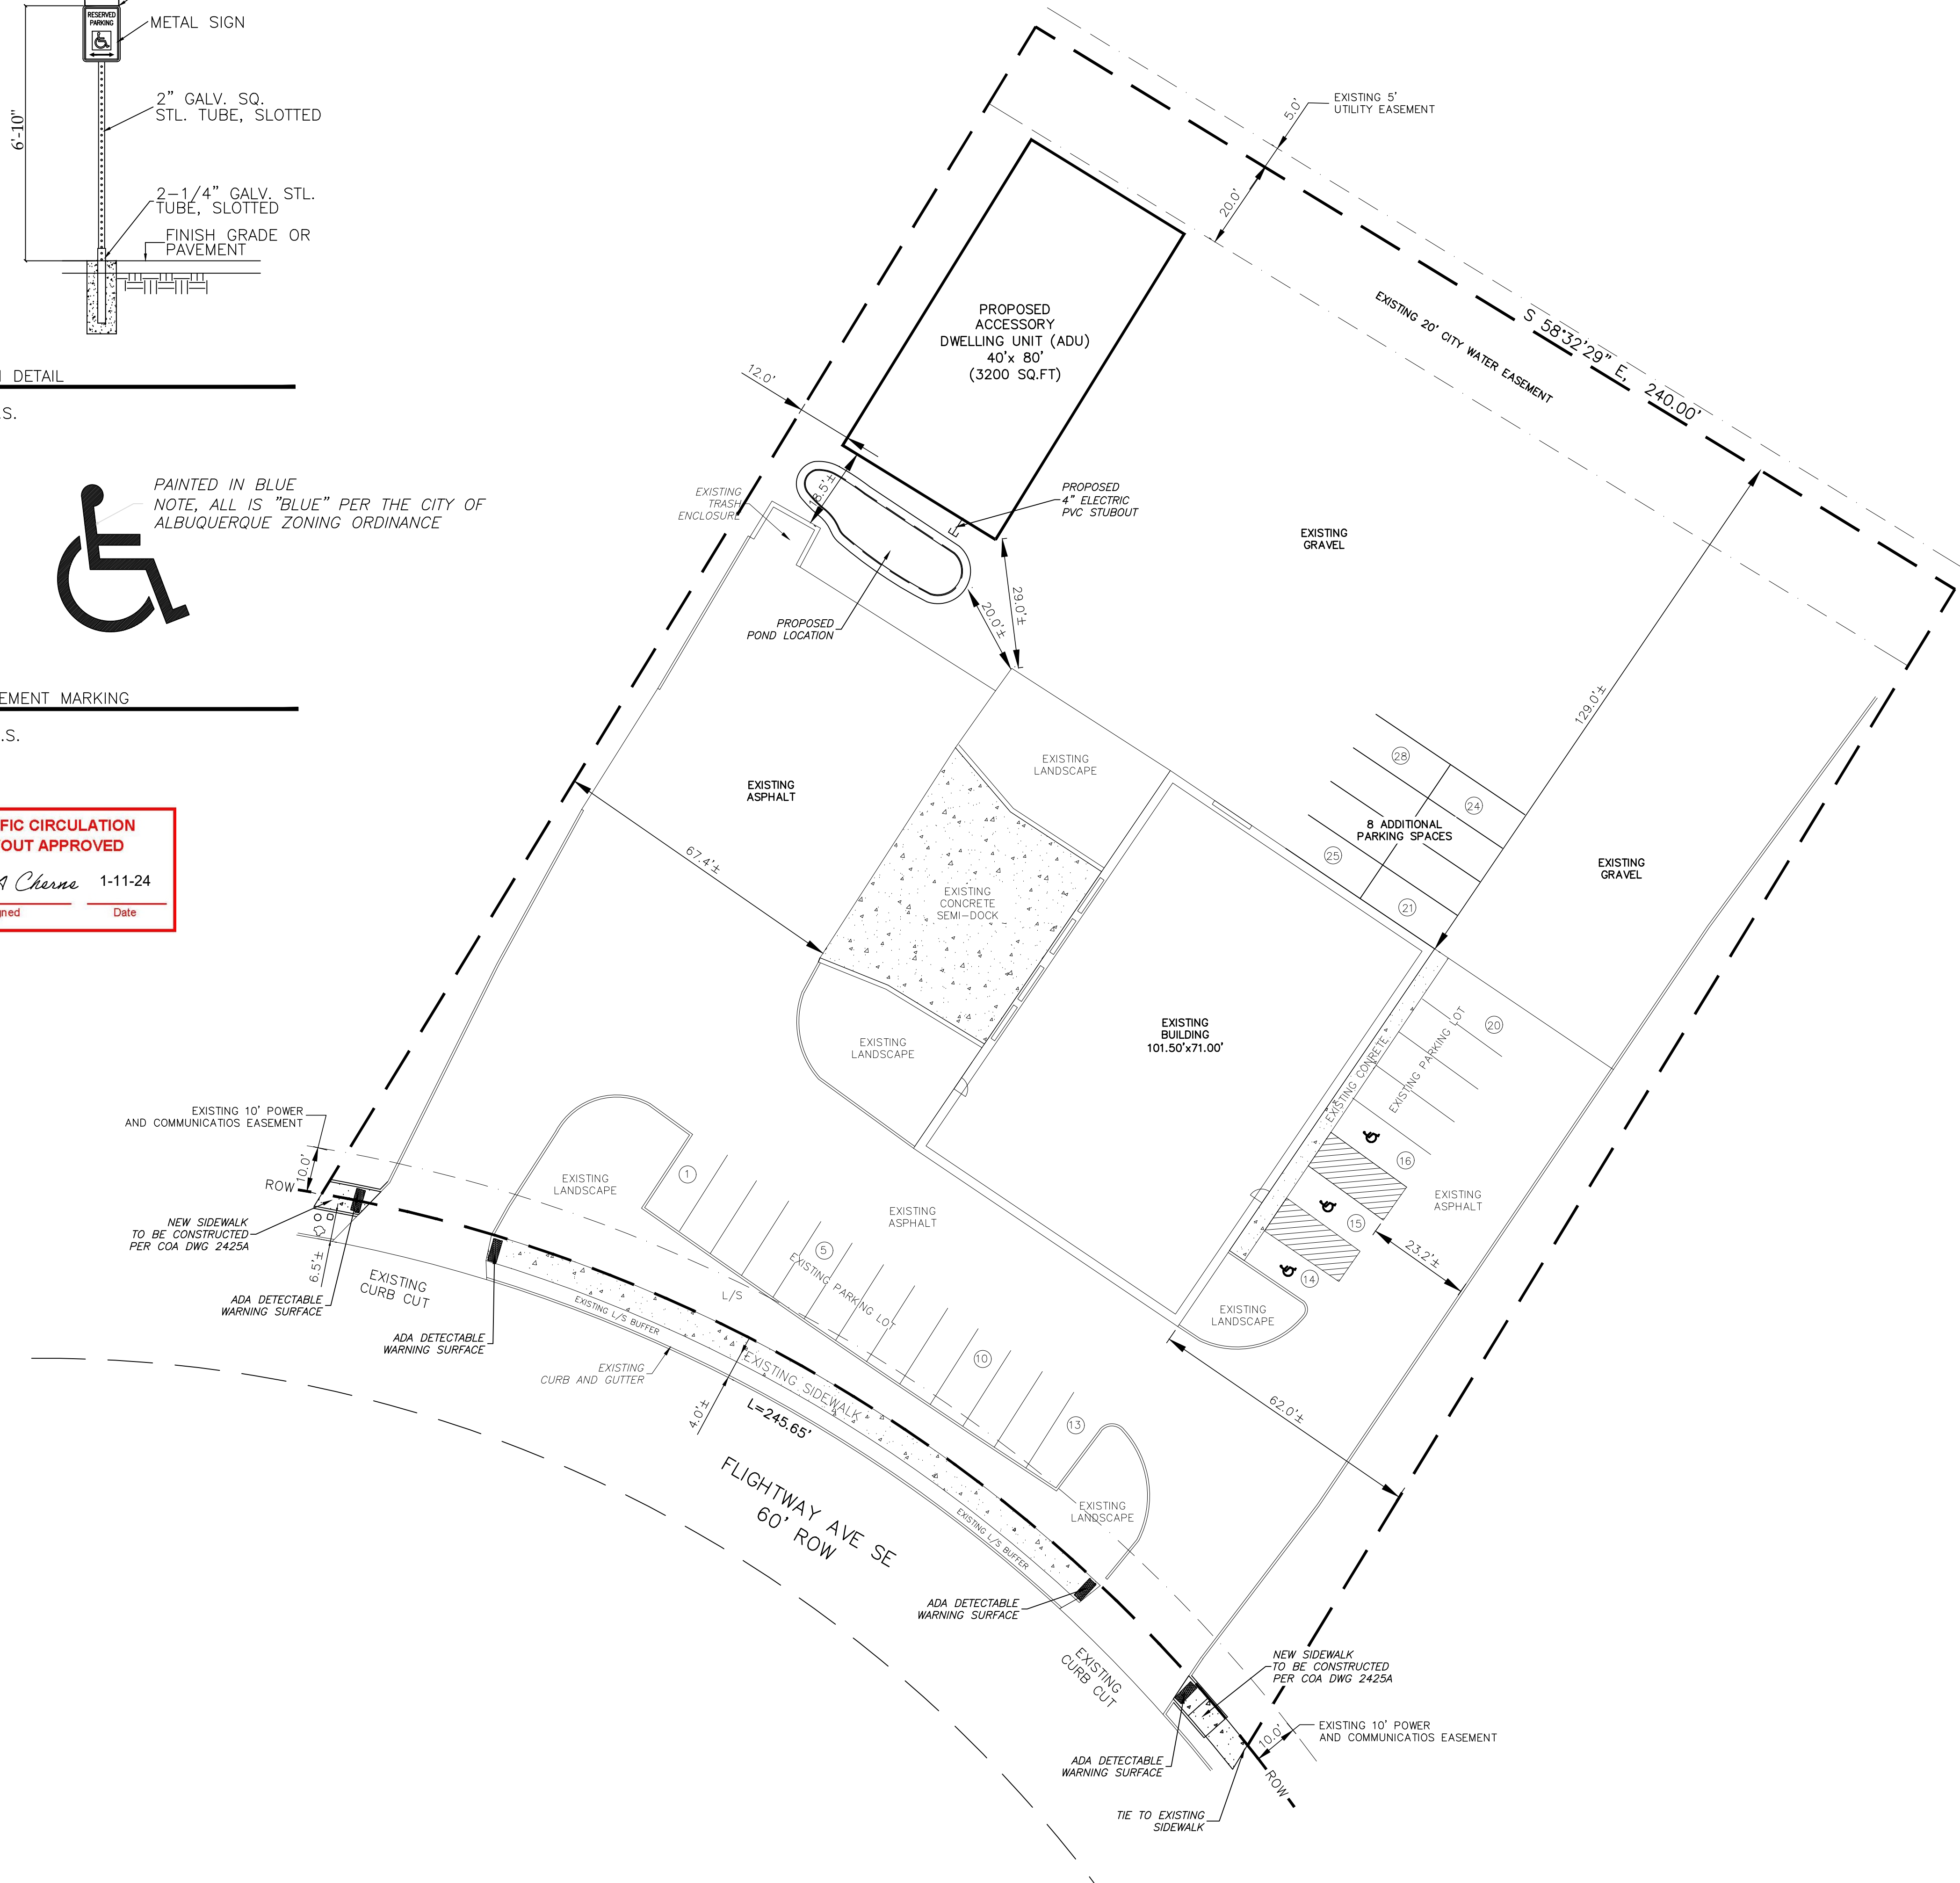 RESERVED
PARKING
METAL SIGN
6'-10"
2" GALV. SQ.
STL. TUBE, SLOTTED
2-1/4" GALV. STL.
TUBE, SLOTTED
FINISH GRADE OR
PAVEMENT
DETAIL
.S.
PAINTED IN BLUE
NOTE, ALL IS "BLUE" PER THE CITY OF
ALBUQUERQUE ZONING ORDINANCE
EMENT MARKING
.S.
FIC CIRCULATION
OUT APPROVED
Cherne 1-11-24
ned
Date
EXISTING 5'
UTILITY EASEMENT
5.0'
20.0'
S 58°32'29" E, 240.00'
EXISTING 20' CITY WATER EASEMENT
PROPOSED
ACCESSORY
DWELLING UNIT (ADU)
40'x 80'
(3200 SQ.FT)
12.0'
18.5'±
EXISTING
TRASH
ENCLOSURE
PROPOSED
4" ELECTRIC
PVC STUBOUT
E
EXISTING
GRAVEL
29.0'±
20.0'±
PROPOSED
POND LOCATION
129.0'±
EXISTING
LANDSCAPE
EXISTING
ASPHALT
28
24
8 ADDITIONAL
PARKING SPACES
25
21
EXISTING
GRAVEL
67.4'±
EXISTING
CONCRETE
SEMI-DOCK
EXISTING
LANDSCAPE
EXISTING
BUILDING
101.50'x71.00'
EXISTING CONRETE
EXISTING PARKING LOT
20
16
15
14
EXISTING
ASPHALT
23.2'±
EXISTING
LANDSCAPE
62.0'±
EXISTING 10' POWER
AND COMMUNICATIOS EASEMENT
10.0'
ROW
NEW SIDEWALK
TO BE CONSTRUCTED
PER COA DWG 2425A
6.5'±
ADA DETECTABLE
WARNING SURFACE
EXISTING
CURB CUT
EXISTING
LANDSCAPE
1
5
EXISTING
ASPHALT
EXISTING PARKING LOT
L/S
10
13
ADA DETECTABLE
WARNING SURFACE
EXISTING L/S BUFFER
EXISTING
CURB AND GUTTER
4.0'±
EXISTING SIDEWALK
L=245.65'
FLIGHTWAY AVE SE
60' ROW
EXISTING L/S BUFFER
EXISTING
LANDSCAPE
ADA DETECTABLE
WARNING SURFACE
EXISTING
CURB CUT
NEW SIDEWALK
TO BE CONSTRUCTED
PER COA DWG 2425A
EXISTING 10' POWER
AND COMMUNICATIOS EASEMENT
10.0'
ROW
ADA DETECTABLE
WARNING SURFACE
TIE TO EXISTING
SIDEWALK